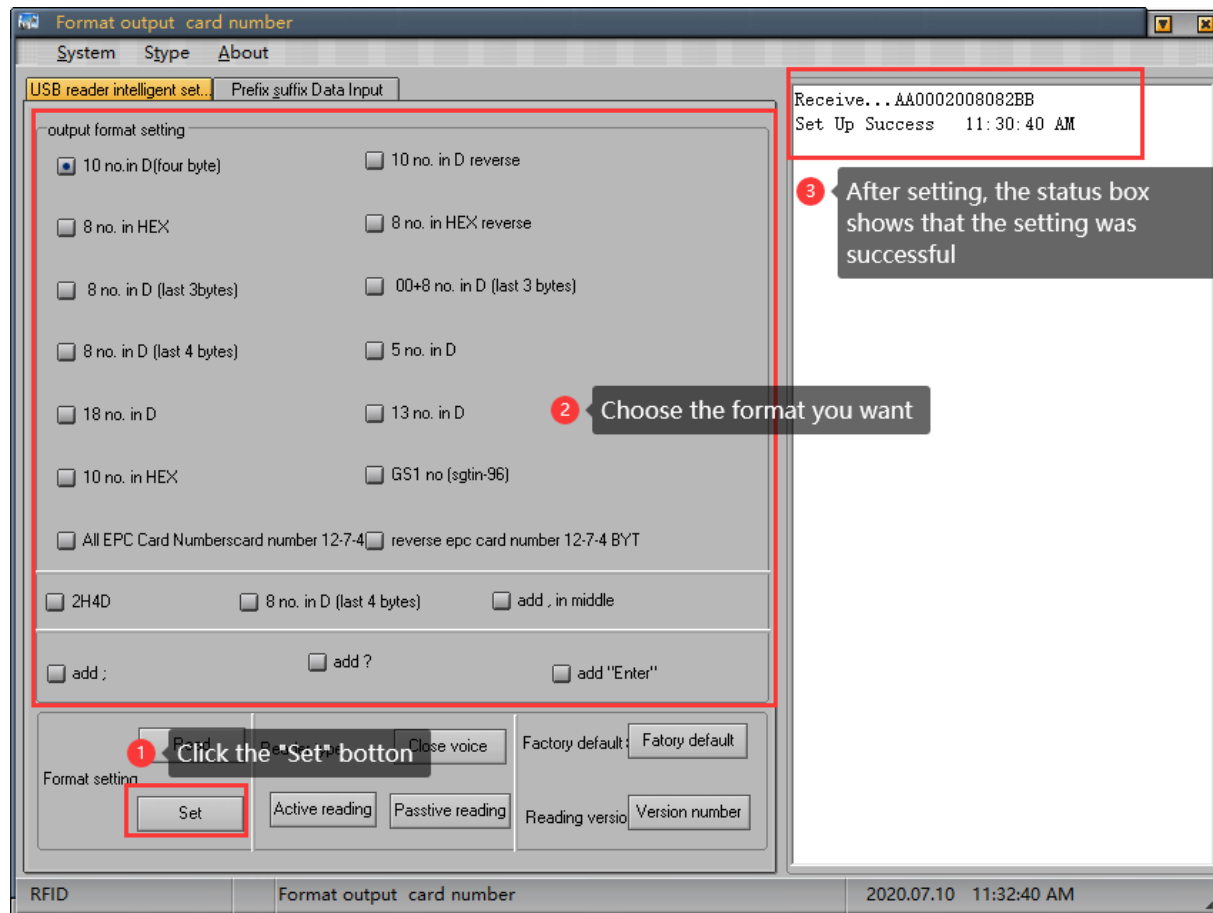 Format output card number
System Stype About
USB reader intelligent set... Prefix suffix Data Input
output format setting
10 no.in D(four byte) 10 no. in D reverse
8 no. in HEX 8 no. in HEX reverse
8 no. in D (last 3bytes) 00+8 no. in D (last 3 bytes)
8 no. in D (last 4 bytes) 5 no. in D
18 no. in D 13 no. in D
10 no. in HEX GS1 no (sgtin-96)
All EPC Card Numberscard number 12-7-4 reverse epc card number 12-7-4 BYT
2H4D 8 no. in D (last 4 bytes) add , in middle
add ; add ? add "Enter"
Close voice Factory default: Fatory default
Format setting
Set Active reading Passtive reading Reading versio Version number
Receive...AA0002008082BB
Set Up Success 11:30:40 AM
3 After setting, the status box
shows that the setting was
successful
2 Choose the format you want
1 Click the "Set" botton
RFID Format output card number 2020.07.10 11:32:40 AM